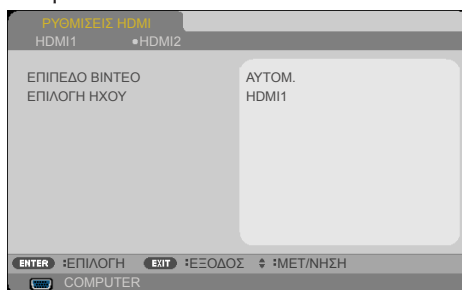 ΡΥΘΜΙΣΕΙΣ HDMI
HDMI1 •HDMI2
ΕΠΙΠΕΔΟ ΒΙΝΤΕΟ ΑΥΤΟΜ.
ΕΠΙΛΟΓΗ ΗΧΟΥ HDMI1
ENTER :ΕΠΙΛΟΓΗ EXIT :ΕΞΟΔΟΣ :ΜΕΤ/ΝΗΣΗ
COMPUTER